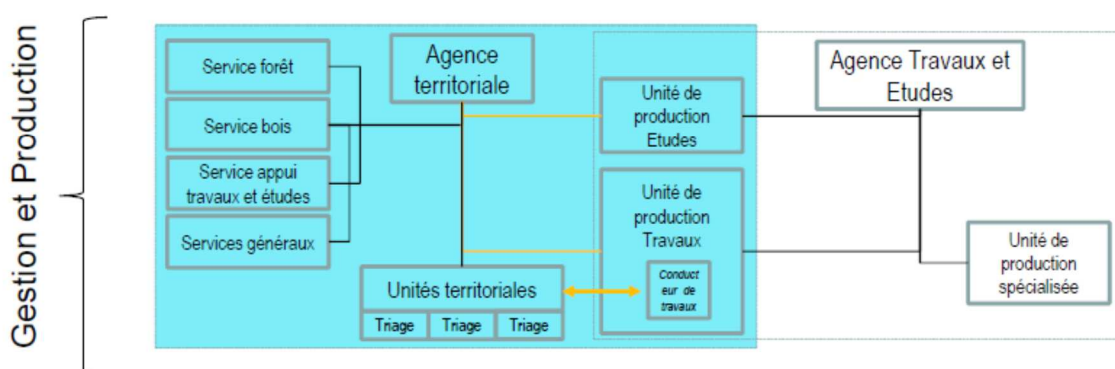 Gestion et Production
Service forêt
Service bois
Service appui
travaux et études
Services généraux
Agence
territoriale
Unités territoriales
Triage
Triage
Triage
Unité de
production
Etudes
Unité de
production
Travaux
Conduct
eur de
travaux
Agence Travaux et
Etudes
Unité de
production
spécialisée